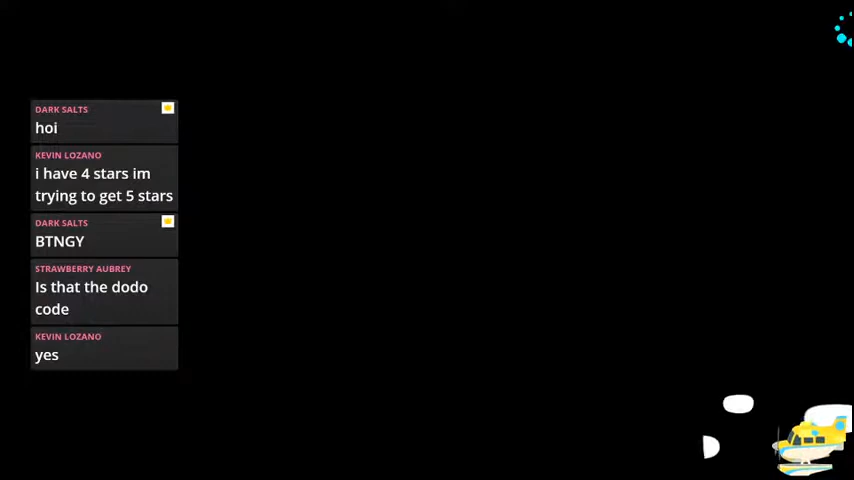 DARK SALTS
hoi
KEVIN LOZANO
i have 4 stars im
trying to get 5 stars
DARK SALTS
BTNGY
STRAWBERRY AUBREY
Is that the dodo
code
KEVIN LOZANO
yes